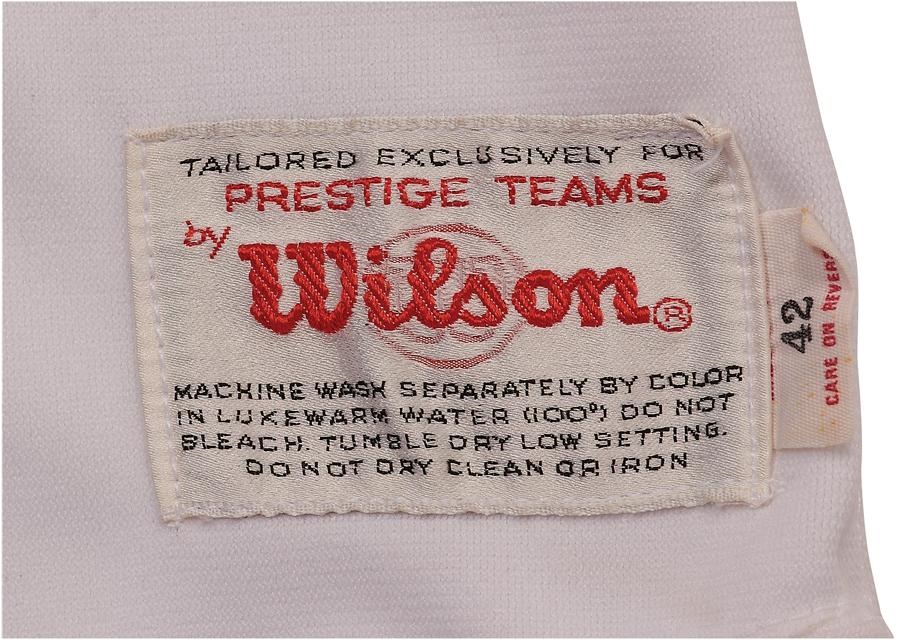 TAILORED EXCLUSIVELY FOR
PRESTIGE TEAMS
by
Wilson®
MACHINE WASH SEPARATELY BY COLOR
IN LUKEWARM WATER (100°) DO NOT
BLEACH. TUMBLE DRY LOW SETTING.
DO NOT DRY CLEAN OR IRON
42
CARE ON